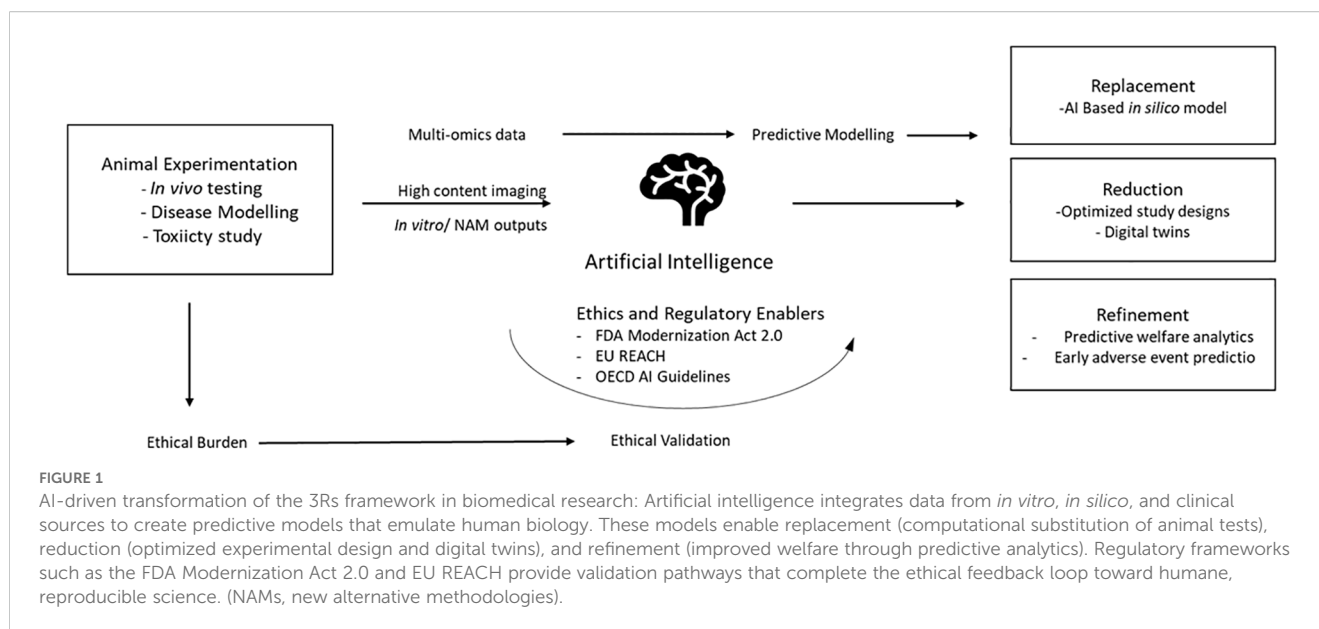 Animal Experimentation
- In vivo testing
- Disease Modelling
- Toxiicty study
Multi-omics data
High content imaging
In vitro/ NAM outputs
Predictive Modelling
Artificial Intelligence
Ethics and Regulatory Enablers
- FDA Modernization Act 2.0
- EU REACH
- OECD AI Guidelines
Ethical Burden
Ethical Validation
Replacement
-AI Based in silico model
Reduction
-Optimized study designs
- Digital twins
Refinement
- Predictive welfare analytics
- Early adverse event predictio
FIGURE 1
AI-driven transformation of the 3Rs framework in biomedical research: Artificial intelligence integrates data from in vitro, in silico, and clinical
sources to create predictive models that emulate human biology. These models enable replacement (computational substitution of animal tests),
reduction (optimized experimental design and digital twins), and refinement (improved welfare through predictive analytics). Regulatory frameworks
such as the FDA Modernization Act 2.0 and EU REACH provide validation pathways that complete the ethical feedback loop toward humane,
reproducible science. (NAMs, new alternative methodologies).